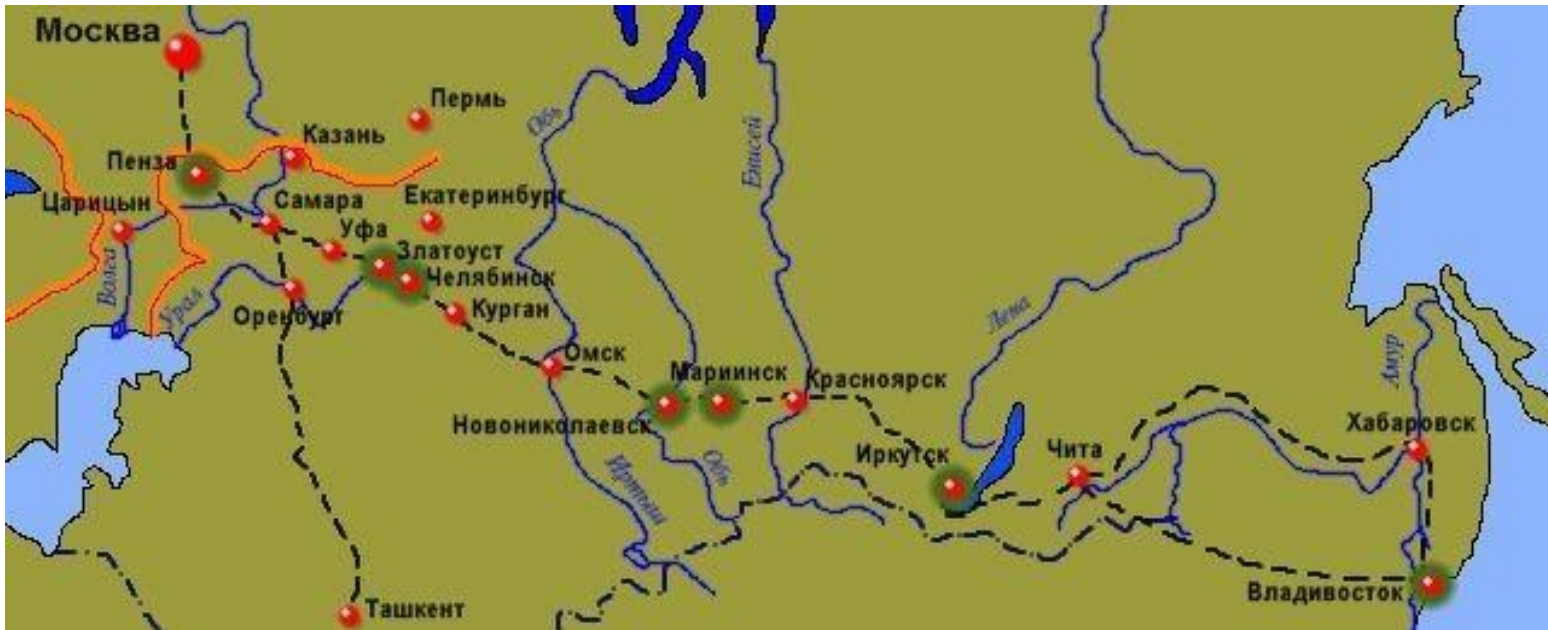 Москва
Пермь
Обь
Казань
Енисей
Пенза
Царицын
Самара
Екатеринбург
Уфа
Златоуст
Челябинск
Волга
Урал
Оренбург
Курган
Лена
Омск
Мариинск
Красноярск
Амур
Новониколаевск
Хабаровск
Иркутск
Чита
Обь
Иртыш
Владивосток
Ташкент